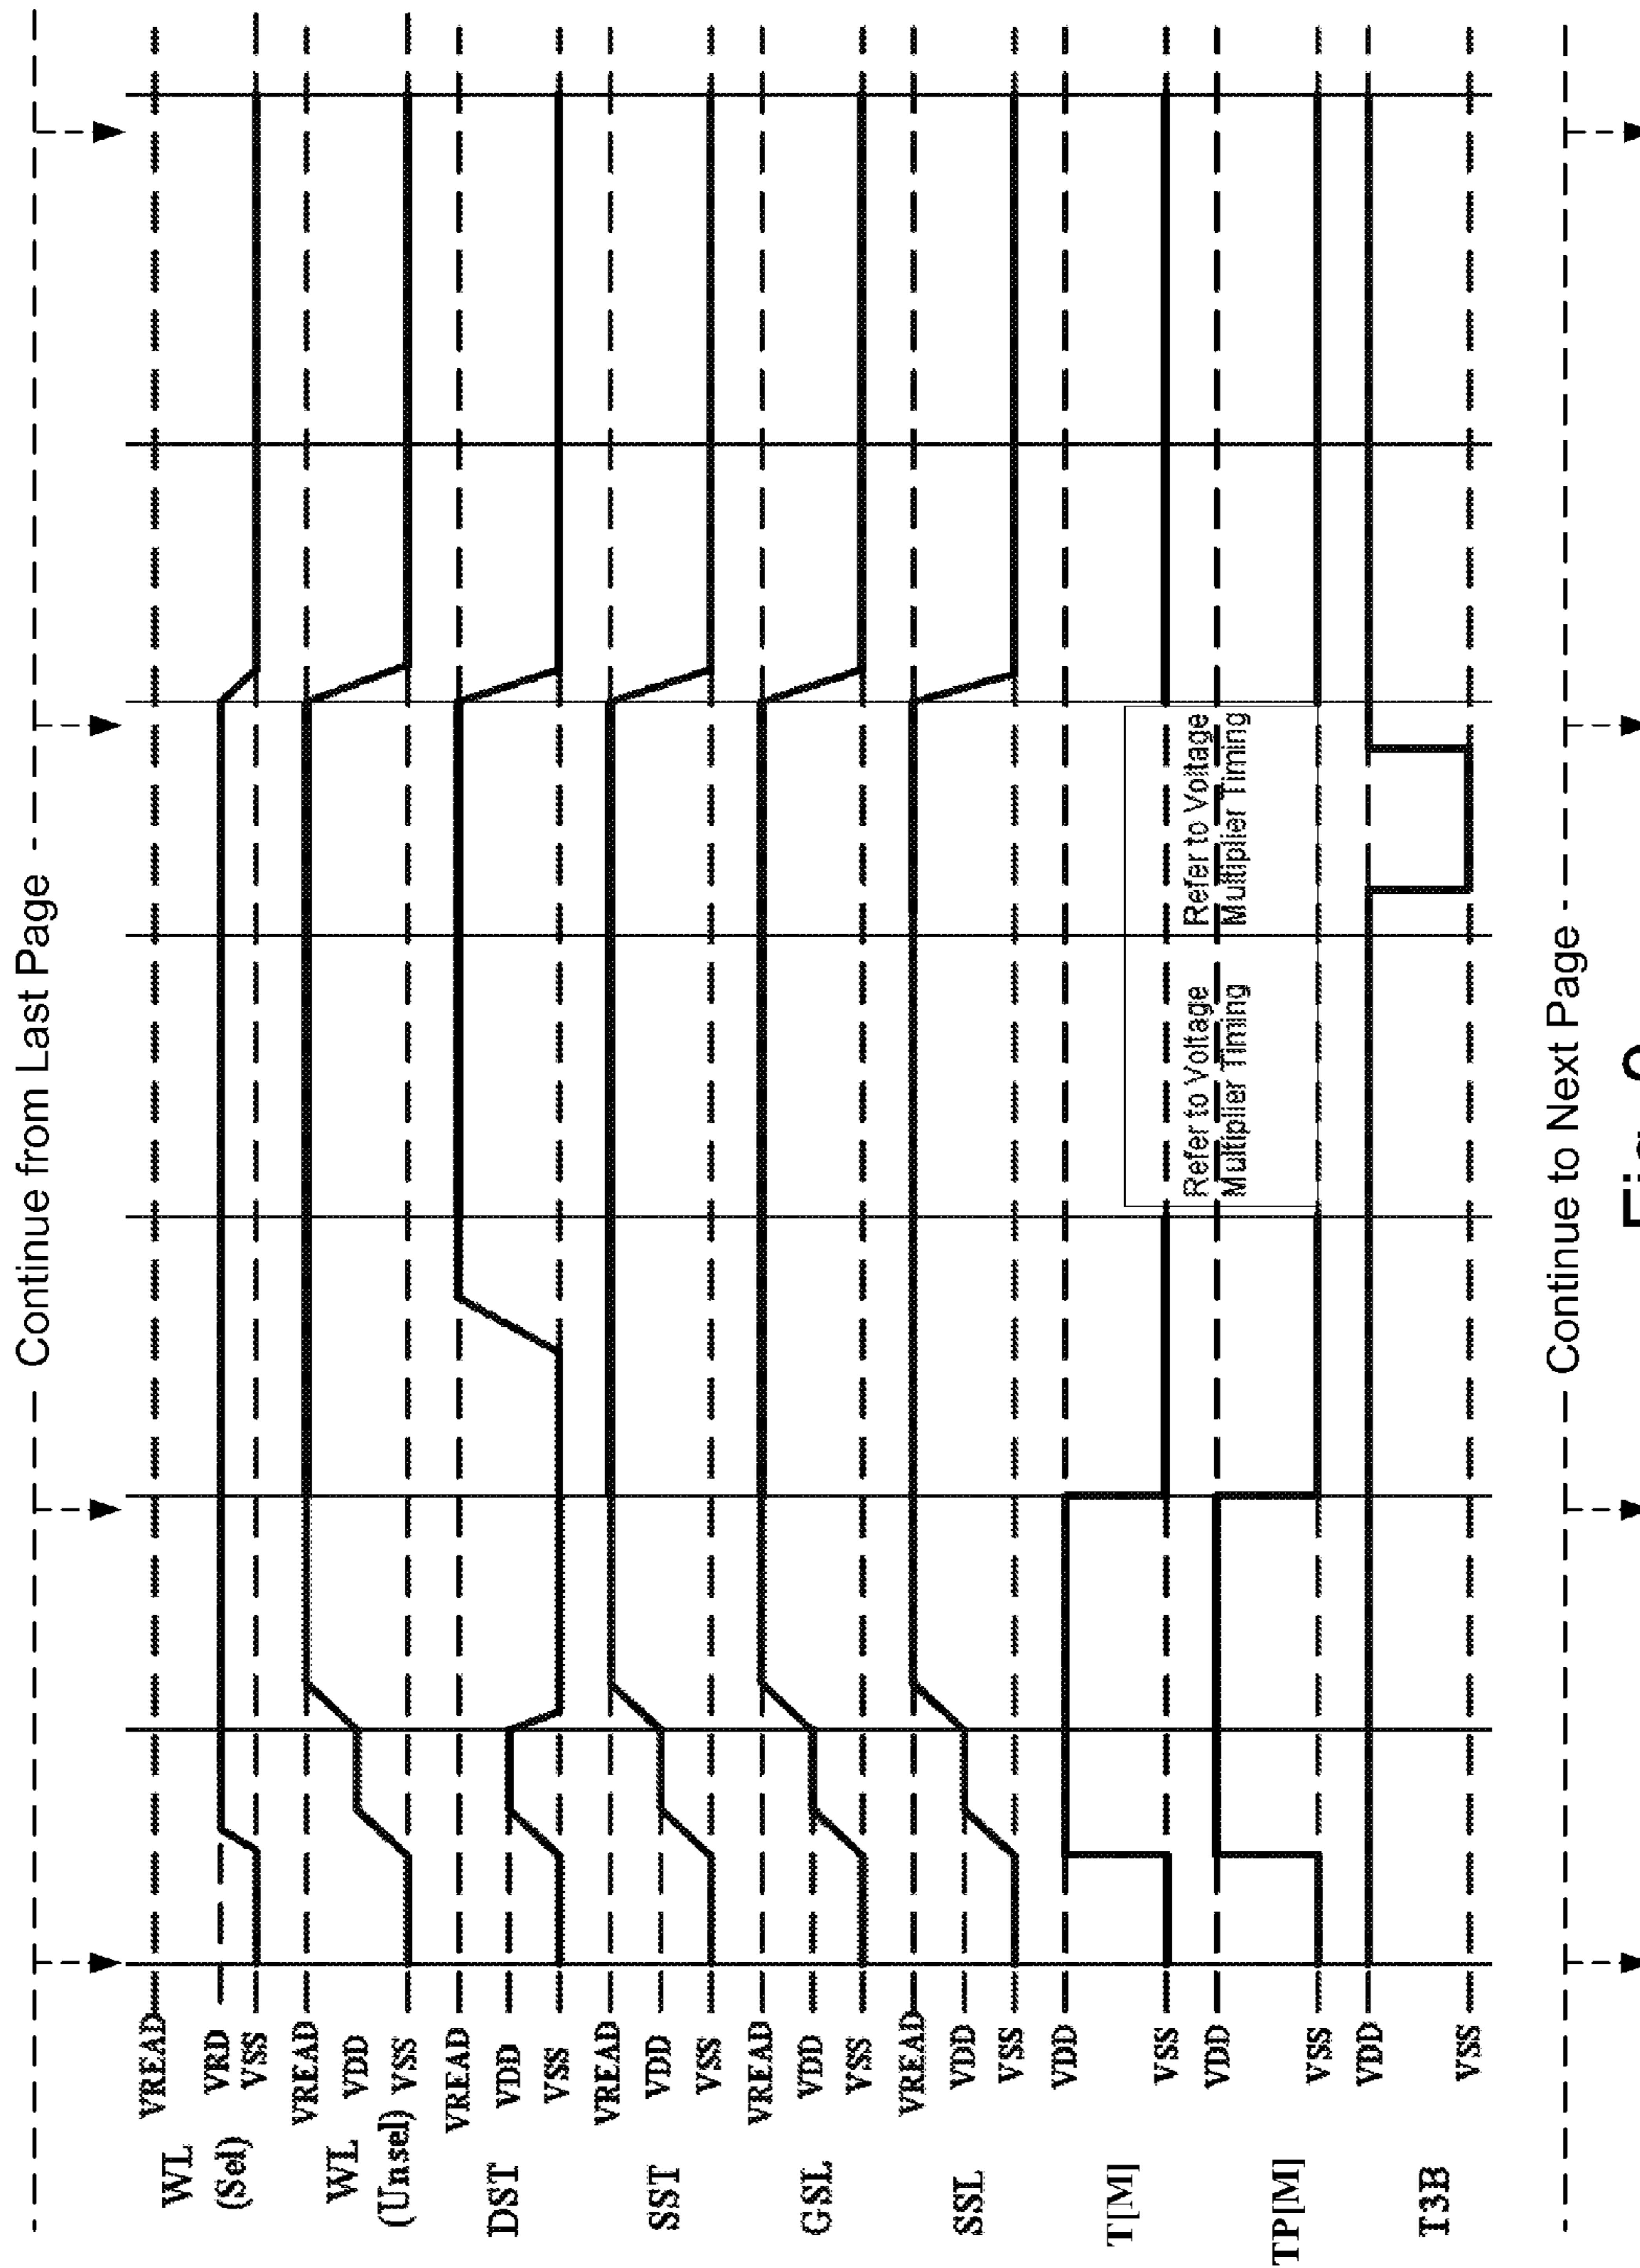 Continue from Last Page
WL
(Sel)
VREAD
VRD
VSS
WL
(Unsel)
VREAD
VDD
VSS
DST
VREAD
VDD
VSS
SST
VREAD
VDD
VSS
GSL
VREAD
VDD
VSS
SSL
VREAD
VDD
VSS
T[M]
VDD
VSS
Refer to Voltage
Multiplier Timing
Refer to Voltage
Multiplier Timing
TP[M]
VDD
VSS
T3B
VDD
VSS
Continue to Next Page